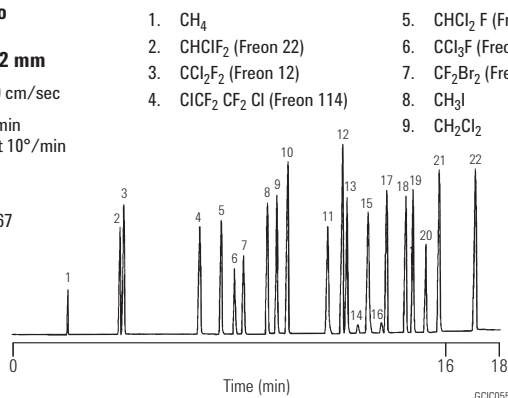 o
2 mm
cm/sec
min
t 10°/min
67
1. CH₄
2. CHClF₂ (Freon 22)
3. CCl₂F₂ (Freon 12)
4. ClCF₂ CF₂ Cl (Freon 114)
5. CHCl₂ F (Fr
6. CCl₃F (Freo
7. CF₂Br₂ (Fre
8. CH₃I
9. CH₂Cl₂
1
2
3
4
5
6
7
8
9
10
11
12
13
14
15
16
17
18
19
20
21
22
0
16
18
Time (min)
GCIC055